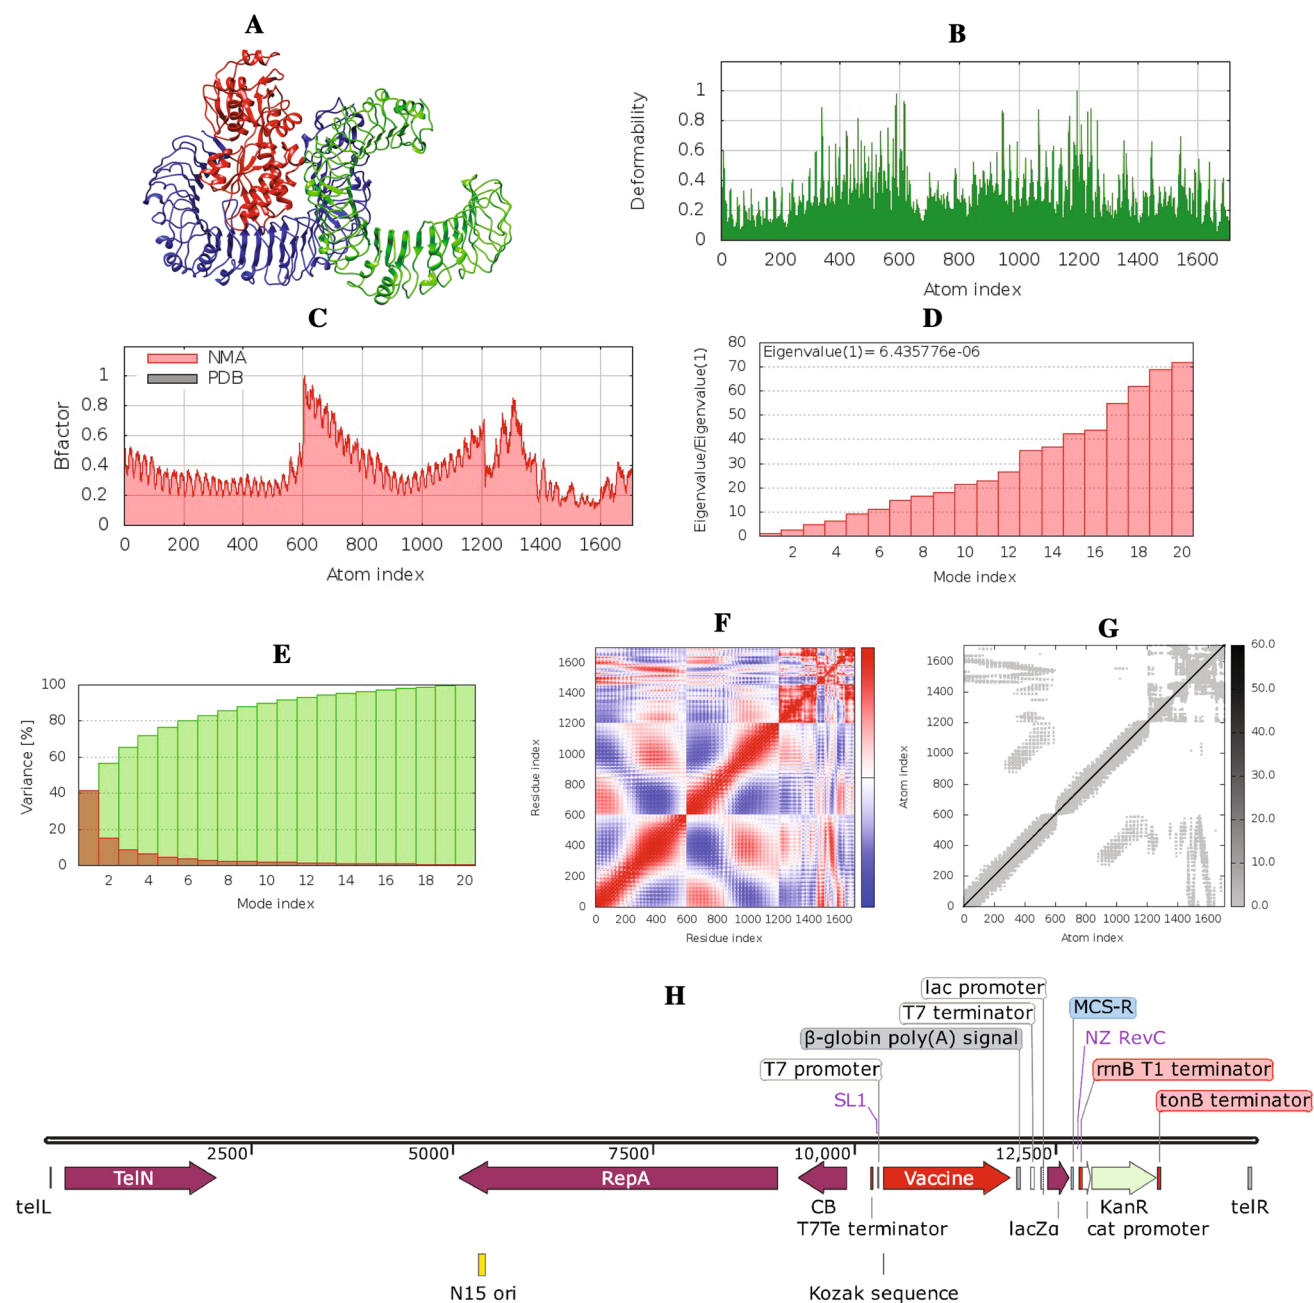 A
B
Deformability
1
0.8
0.6
0.4
0.2
0
0 200 400 600 800 1000 1200 1400 1600
Atom index
C
NMA
PDB
Bfactor
1
0.8
0.6
0.4
0.2
0
0 200 400 600 800 1000 1200 1400 1600
Atom index
D
Eigenvalue(1)= 6.435776e-06
Eigenvalue/Eigenvalue(1)
80
70
60
50
40
30
20
10
0
2 4 6 8 10 12 14 16 18 20
Mode index
E
Variance [%]
100
80
60
40
20
0
2 4 6 8 10 12 14 16 18 20
Mode index
F
Residue index
1600
1400
1200
1000
800
600
400
200
0
0 200 400 600 800 1000 1200 1400 1600
Residue index
G
Atom index
1600
1400
1200
1000
800
600
400
200
0
0 200 400 600 800 1000 1200 1400 1600
Atom index
60.0
50.0
40.0
30.0
20.0
10.0
0.0
H
lac promoter
T7 terminator
MCS-R
β-globin poly(A) signal
NZ RevC
T7 promoter
rrnB T1 terminator
SL1
tonB terminator
2500 5000 7500 10,000 12,500
TelN RepA Vaccine
telL CB KanR telR
T7Te terminator lacZα cat promoter
N15 ori Kozak sequence